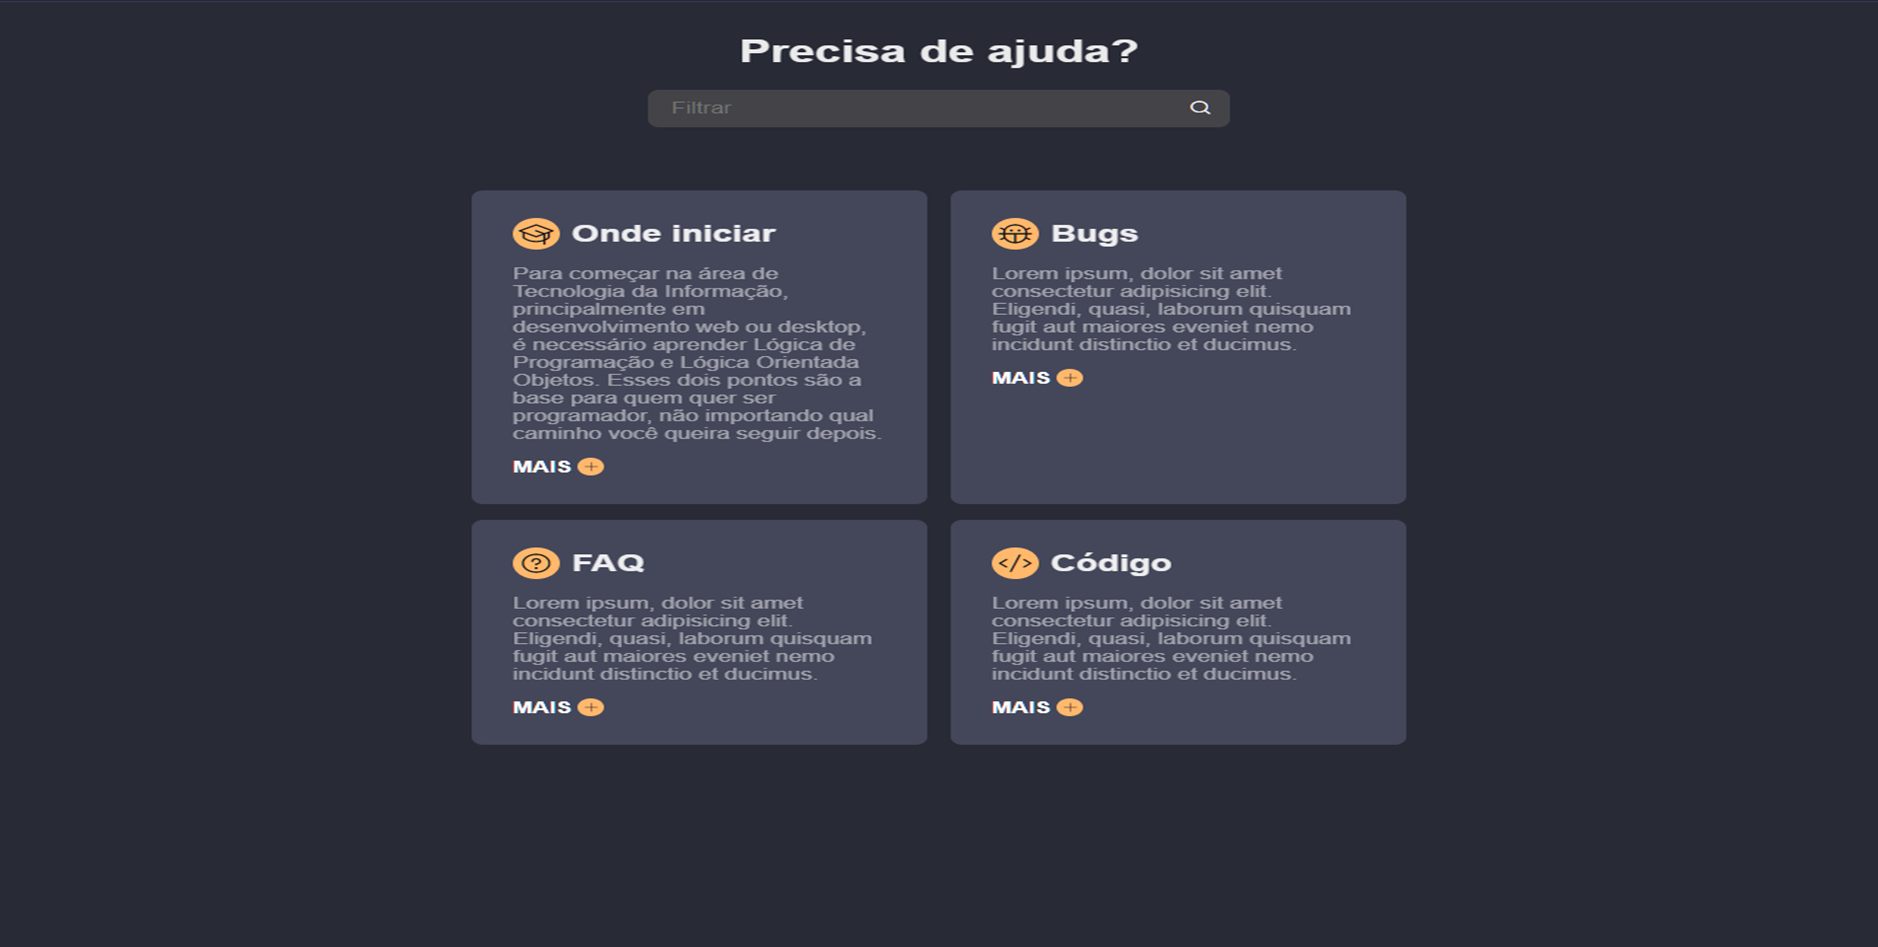 Precisa de ajuda?
Filtrar
Onde iniciar
Para começar na área de
Tecnologia da Informação,
principalmente em
desenvolvimento web ou desktop,
é necessário aprender Lógica de
Programação e Lógica Orientada
Objetos. Esses dois pontos são a
base para quem quer ser
programador, não importando qual
caminho você queira seguir depois.
MAIS
Bugs
Lorem ipsum, dolor sit amet
consectetur adipisicing elit.
Eligendi, quasi, laborum quisquam
fugit aut maiores eveniet nemo
incidunt distinctio et ducimus.
MAIS
FAQ
Lorem ipsum, dolor sit amet
consectetur adipisicing elit.
Eligendi, quasi, laborum quisquam
fugit aut maiores eveniet nemo
incidunt distinctio et ducimus.
MAIS
Código
Lorem ipsum, dolor sit amet
consectetur adipisicing elit.
Eligendi, quasi, laborum quisquam
fugit aut maiores eveniet nemo
incidunt distinctio et ducimus.
MAIS